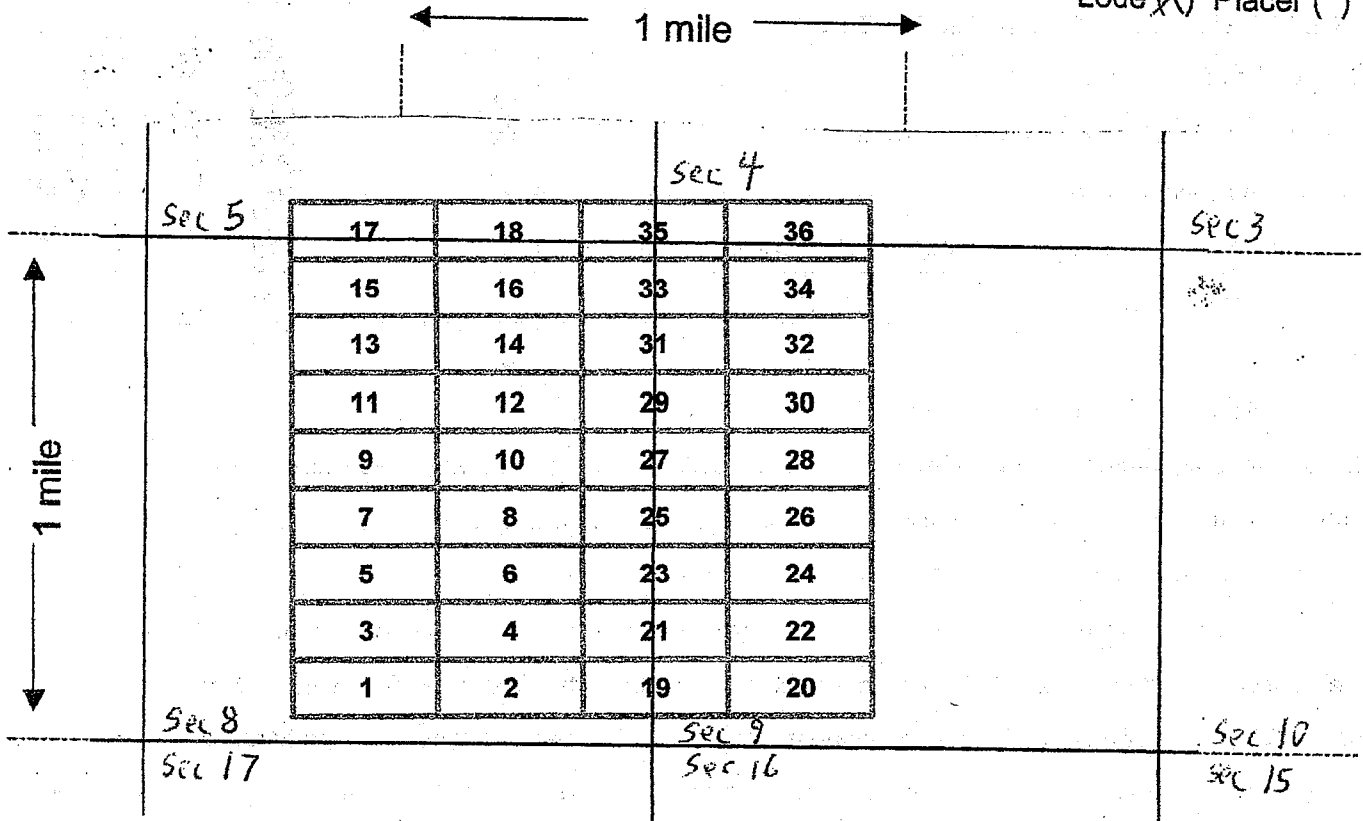 Lode X() Placer ( )
1 mile
sec 4
Sec 5
sec 3
17 18 35 36
15 16 33 34
13 14 31 32
11 12 29 30
9 10 27 28
7 8 25 26
5 6 23 24
3 4 21 22
1 2 19 20
1 mile
Sec 8
Sec 9
Sec 10
Sec 17
Sec 16
Sec 15